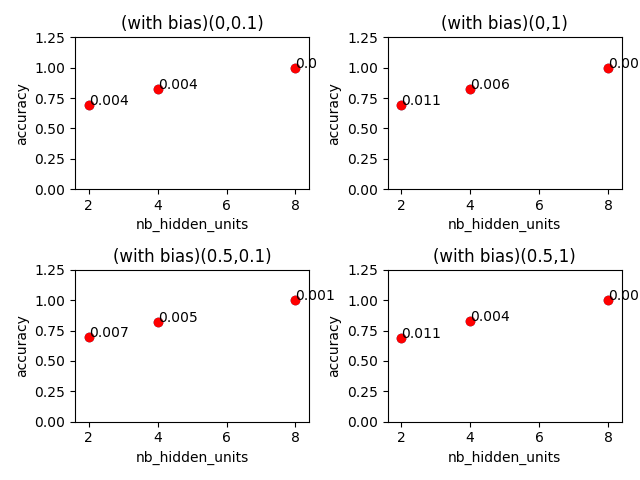 (with bias)(0,0.1)
1.25
1.00
0.75
0.50
0.25
0.00
accuracy
0.004
0.004
0.0
2 4 6 8
nb_hidden_units
(with bias)(0,1)
1.25
1.00
0.75
0.50
0.25
0.00
accuracy
0.011
0.006
0.00
2 4 6 8
nb_hidden_units
(with bias)(0.5,0.1)
1.25
1.00
0.75
0.50
0.25
0.00
accuracy
0.007
0.005
0.001
2 4 6 8
nb_hidden_units
(with bias)(0.5,1)
1.25
1.00
0.75
0.50
0.25
0.00
accuracy
0.011
0.004
0.00
2 4 6 8
nb_hidden_units